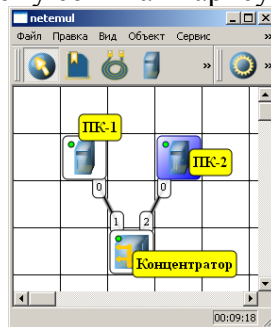 netemul
Файл Правка Вид Объект Сервис »
»
ПК-1
ПК-2
0 0
1 2
Концентратор
00:09:18